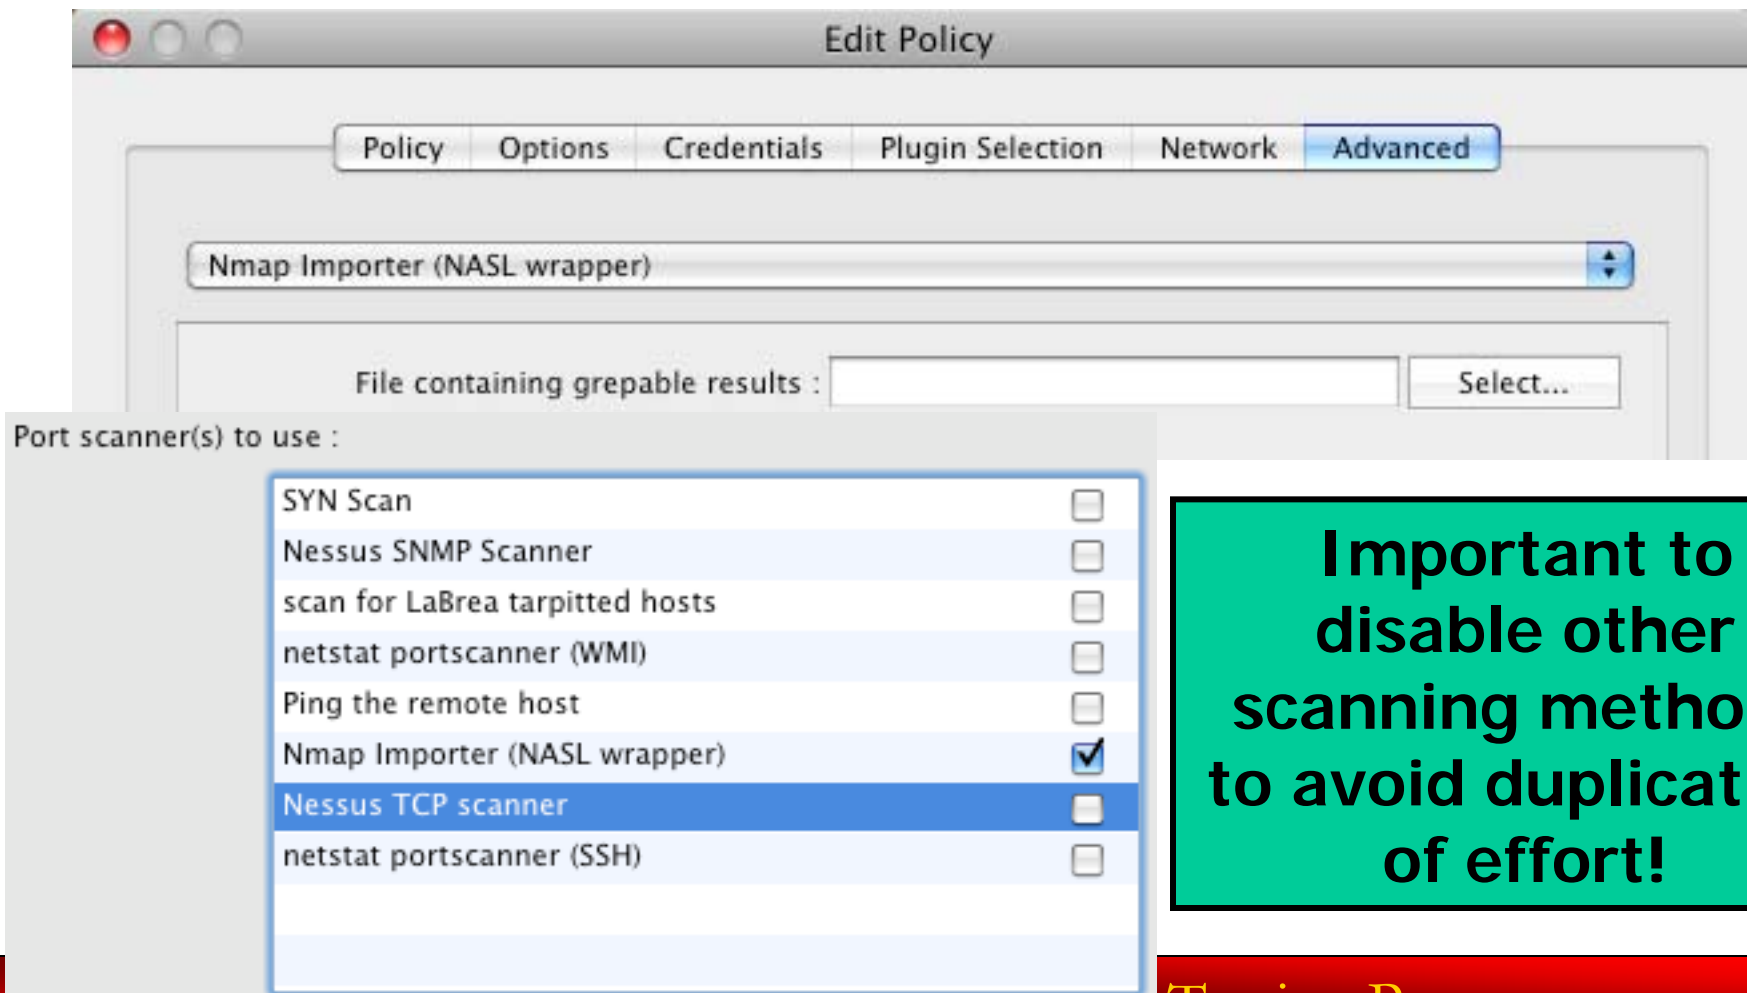 Edit Policy
Policy Options Credentials Plugin Selection Network Advanced
Nmap Importer (NASL wrapper)
File containing grepable results : Select...
Port scanner(s) to use :
SYN Scan
Nessus SNMP Scanner
scan for LaBrea tarpitted hosts
netstat portscanner (WMI)
Ping the remote host
Nmap Importer (NASL wrapper)
Nessus TCP scanner
netstat portscanner (SSH)
Important to
disable other
scanning metho
to avoid duplicat
of effort!